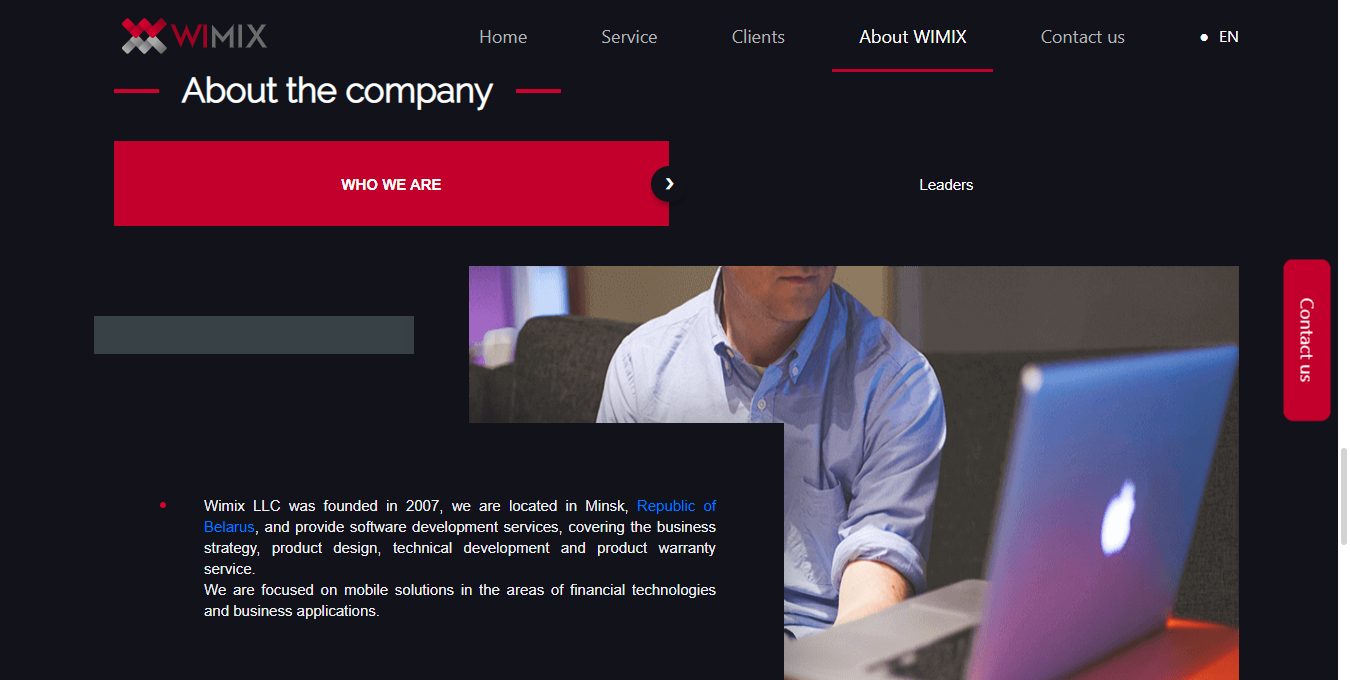 WIMIX
Home
Service
Clients
About WIMIX
Contact us
EN
About the company
WHO WE ARE
Leaders
Contact us
Wimix LLC was founded in 2007, we are located in Minsk, Republic of
Belarus, and provide software development services, covering the business
strategy, product design, technical development and product warranty
service.
We are focused on mobile solutions in the areas of financial technologies
and business applications.